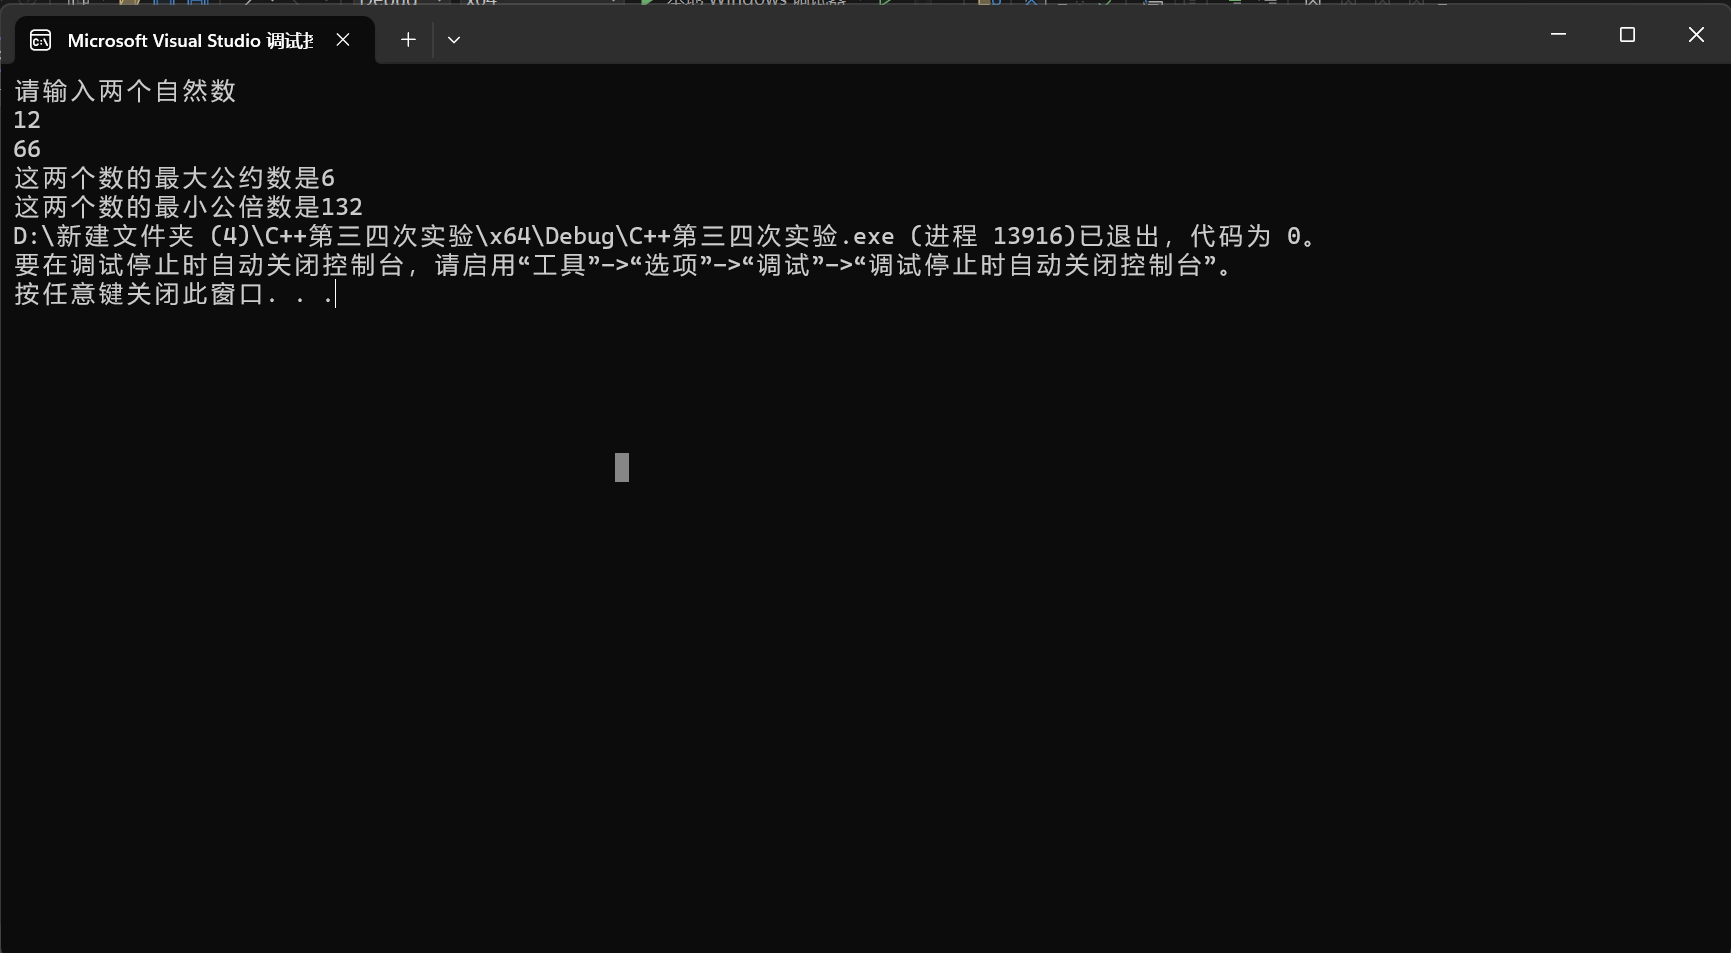 Microsoft Visual Studio 调试
请输入两个自然数
12
66
这两个数的最大公约数是6
这两个数的最小公倍数是132
D:\新建文件夹 (4)\C++第三四次实验\x64\Debug\C++第三四次实验.exe (进程 13916)已退出，代码为 0。
要在调试停止时自动关闭控制台，请启用“工具”->“选项”->“调试”->“调试停止时自动关闭控制台”。
按任意键关闭此窗口. . .